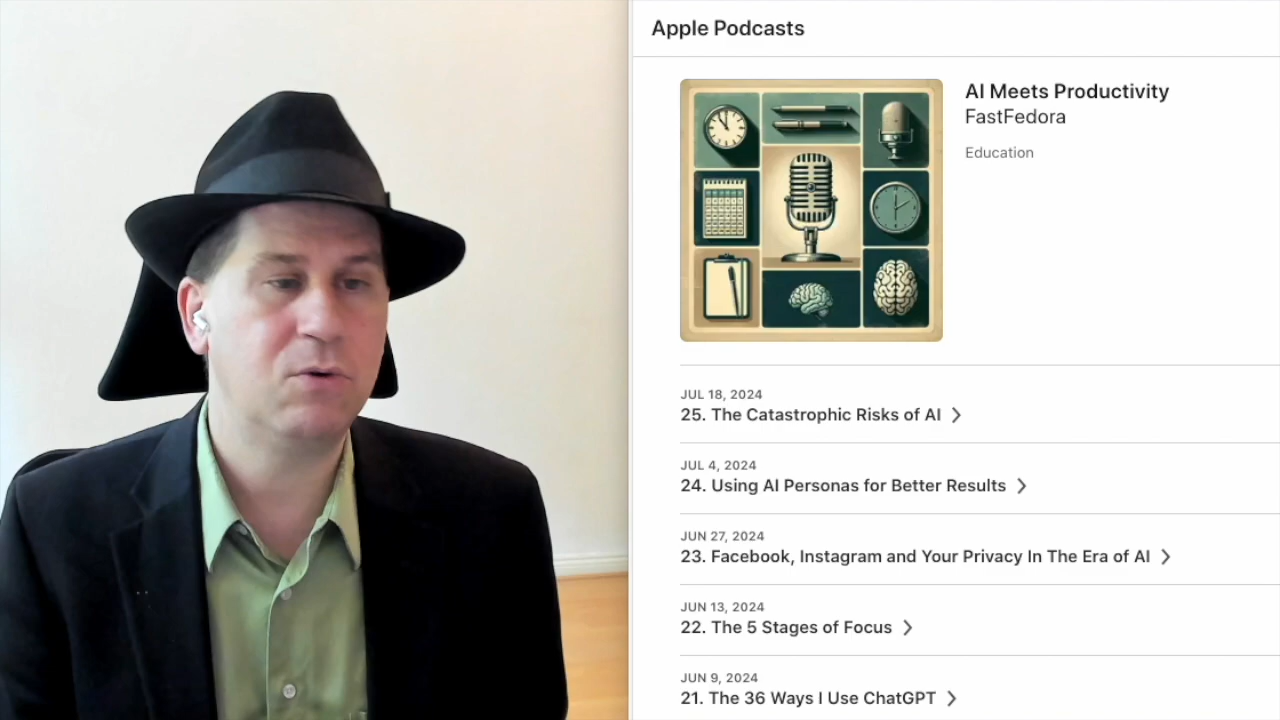 Apple Podcasts
AI Meets Productivity
FastFedora
Education
JUL 18, 2024
25. The Catastrophic Risks of AI
JUL 4, 2024
24. Using AI Personas for Better Results
JUN 27, 2024
23. Facebook, Instagram and Your Privacy In The Era of AI
JUN 13, 2024
22. The 5 Stages of Focus
JUN 9, 2024
21. The 36 Ways I Use ChatGPT